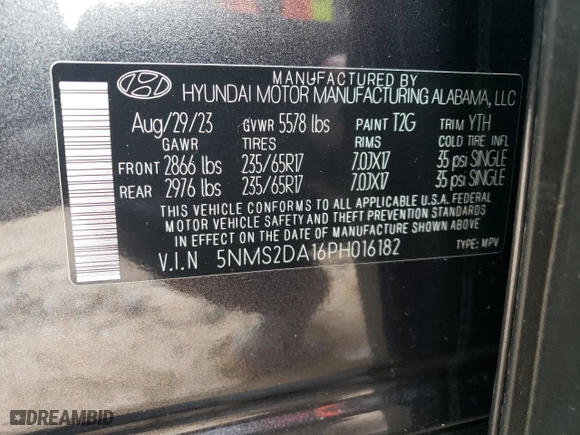 MANUFACTURED BY
HYUNDAI MOTOR MANUFACTURING ALABAMA, LLC
Aug/29/23 GVWR 5578 lbs PAINT T2G TRIM YTH
GAWR TIRES RIMS COLD TIRE INFL
FRONT 2866 lbs 235/65R17 7.0JX17 35 psi SINGLE
REAR 2976 lbs 235/65R17 7.0JX17 35 psi SINGLE
THIS VEHICLE CONFORMS TO ALL APPLICABLE U.S.A. FEDERAL
MOTOR VEHICLE SAFETY AND THEFT PREVENTION STANDARDS
IN EFFECT ON THE DATE OF MANUFACTURE SHOWN ABOVE.
V.I.N 5NMS2DA16PH016182 TYPE: MPV
DREAMBID